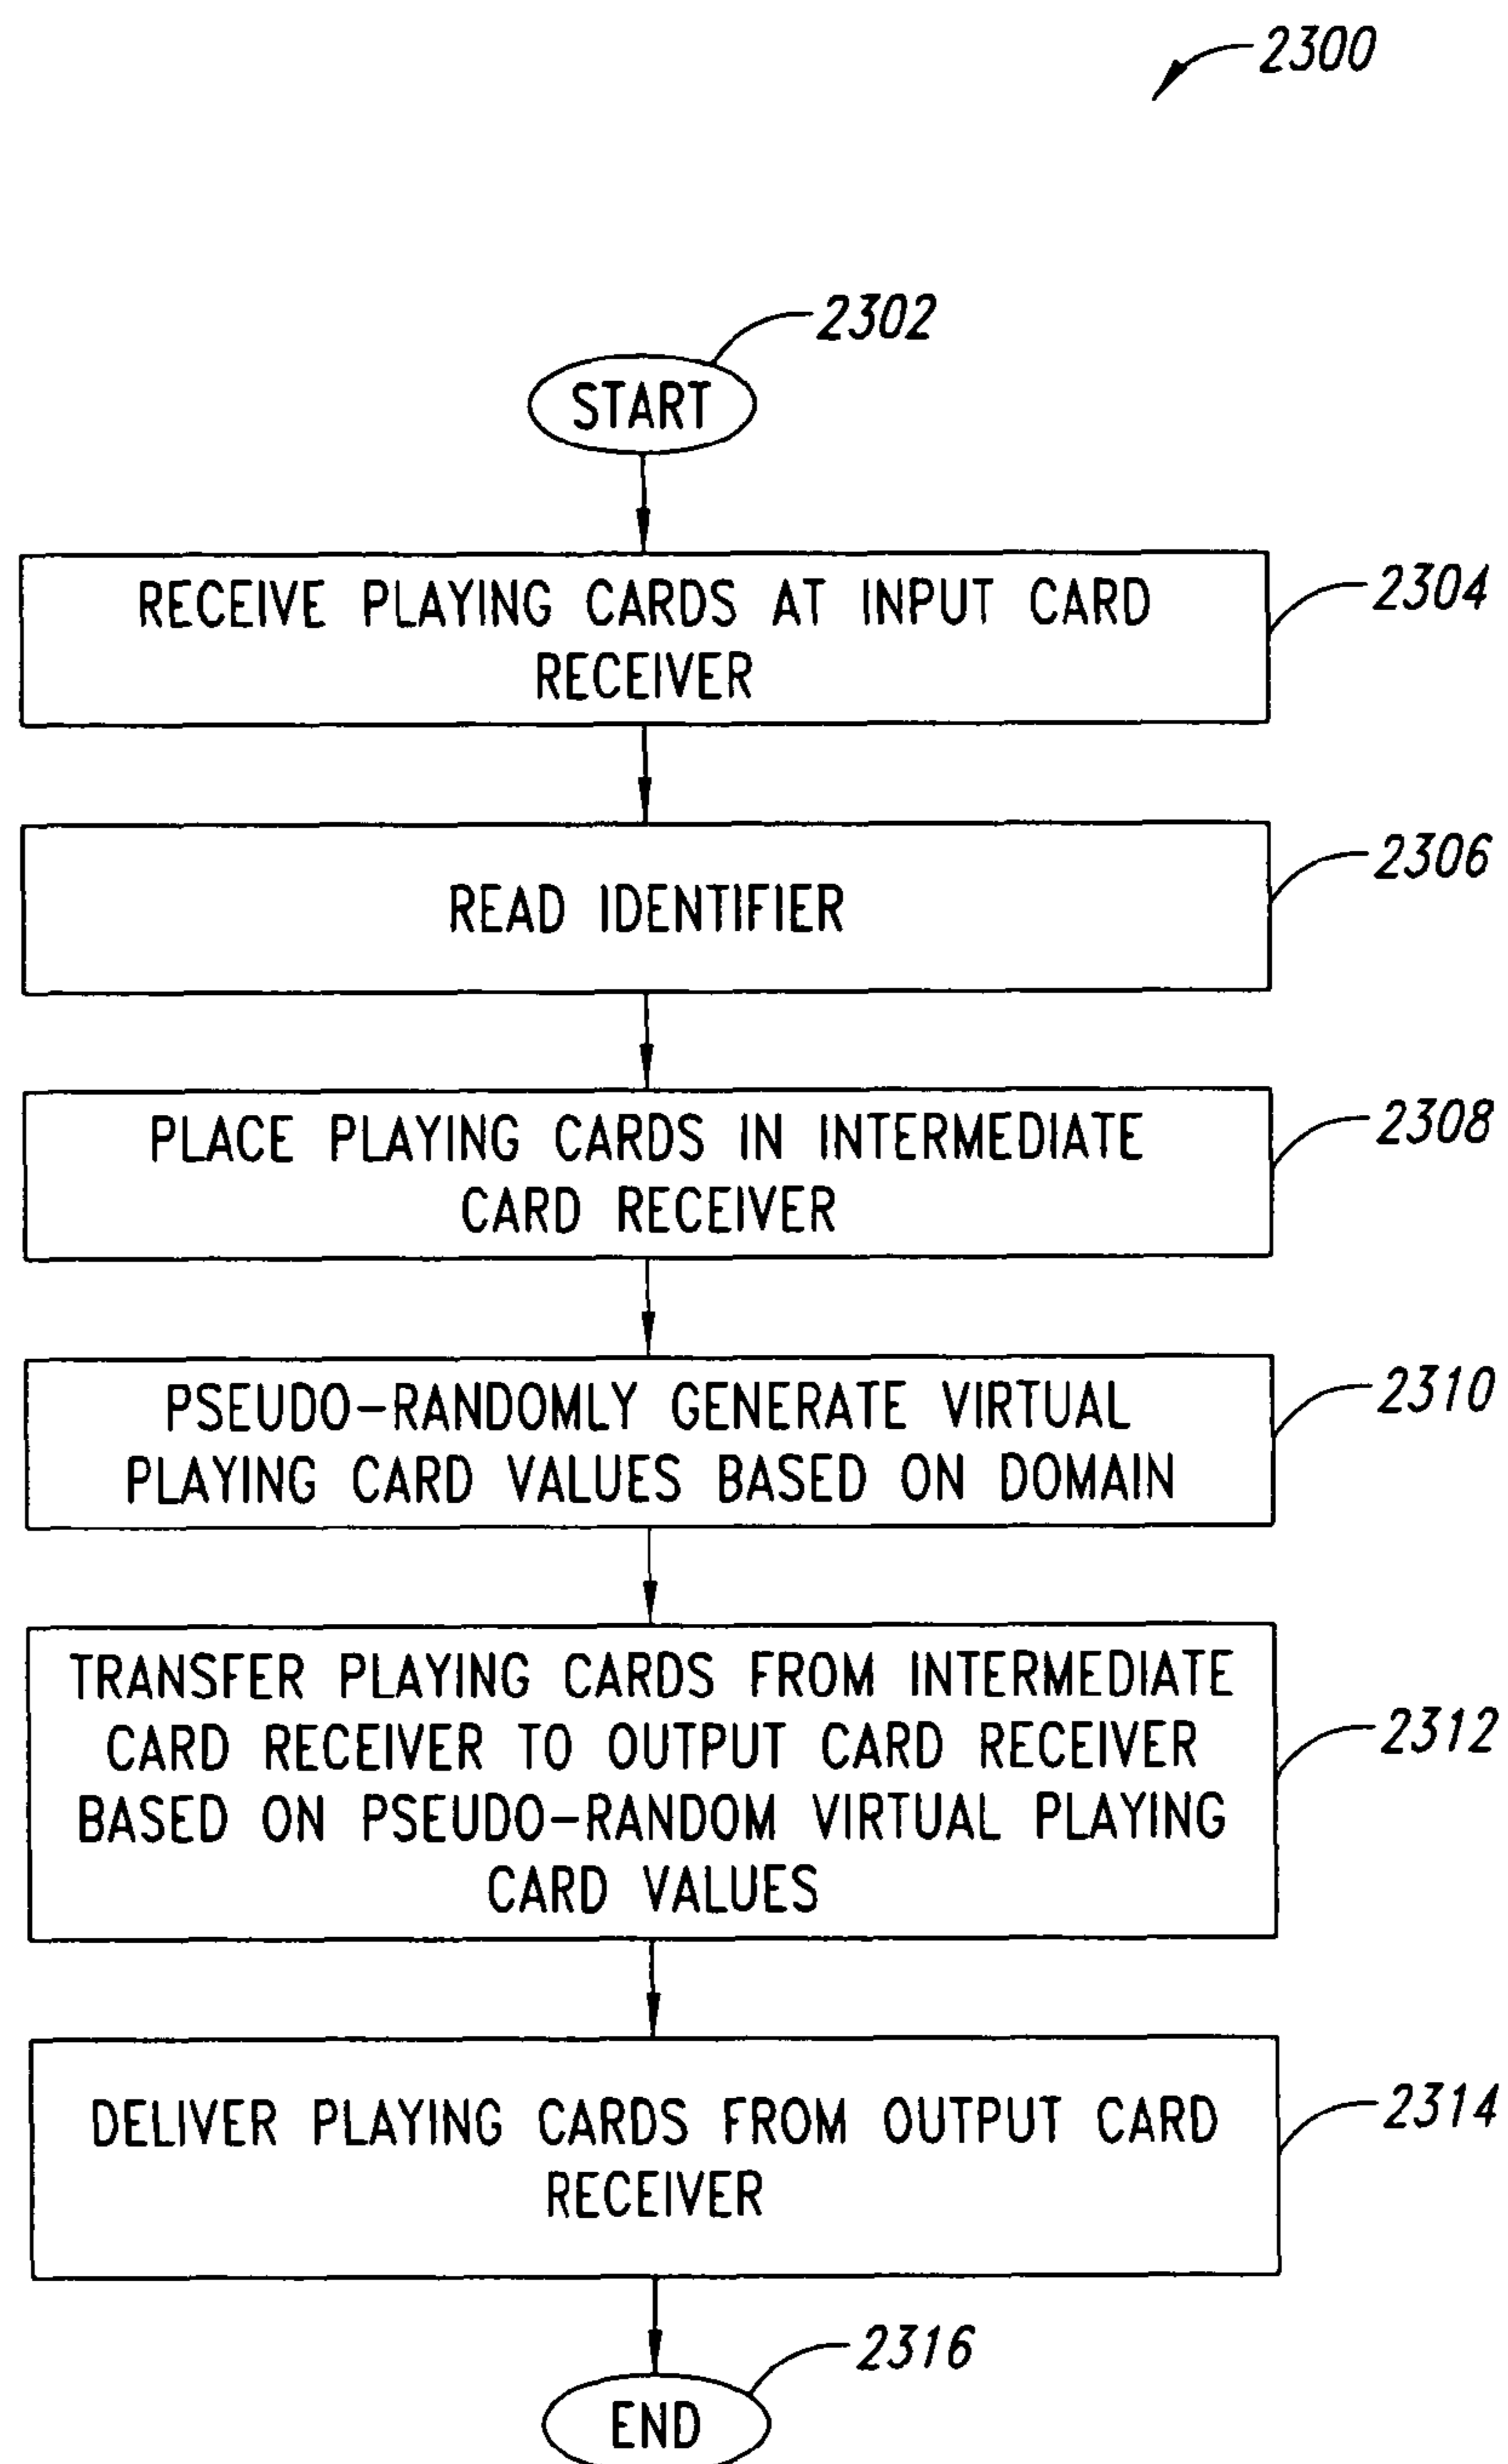 2300
2302
START
RECEIVE PLAYING CARDS AT INPUT CARD
RECEIVER
2304
READ IDENTIFIER
2306
PLACE PLAYING CARDS IN INTERMEDIATE
CARD RECEIVER
2308
PSEUDO-RANDOMLY GENERATE VIRTUAL
PLAYING CARD VALUES BASED ON DOMAIN
2310
TRANSFER PLAYING CARDS FROM INTERMEDIATE
CARD RECEIVER TO OUTPUT CARD RECEIVER
BASED ON PSEUDO-RANDOM VIRTUAL PLAYING
CARD VALUES
2312
DELIVER PLAYING CARDS FROM OUTPUT CARD
RECEIVER
2314
2316
END